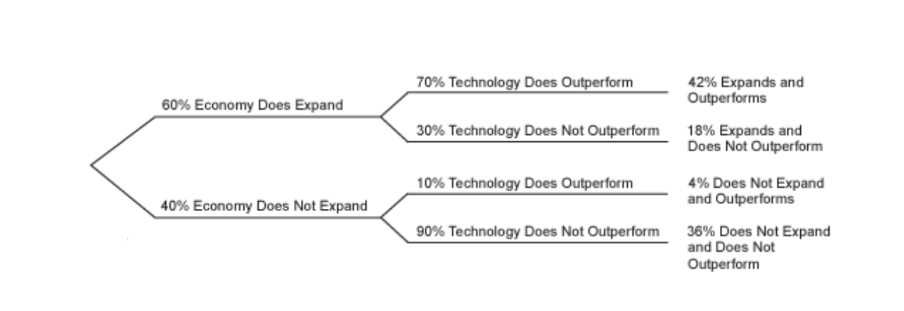 70% Technology Does Outperform
42% Expands and
Outperforms
60% Economy Does Expand
30% Technology Does Not Outperform
18% Expands and
Does Not Outperform
10% Technology Does Outperform
4% Does Not Expand
and Outperforms
40% Economy Does Not Expand
90% Technology Does Not Outperform
36% Does Not Expand
and Does Not
Outperform